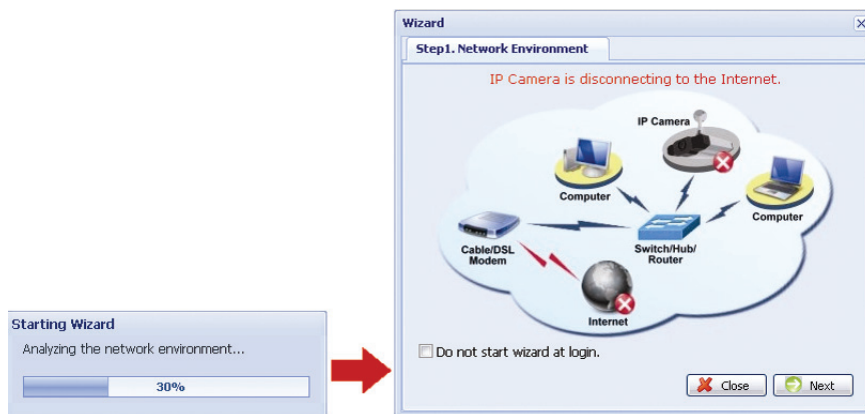 Starting Wizard
Analyzing the network environment...
30%
Wizard
Step1. Network Environment
IP Camera is disconnecting to the Internet.
IP Camera
Computer
Computer
Cable/DSL
Modem
Switch/Hub/
Router
Internet
Do not start wizard at login.
Close
Next